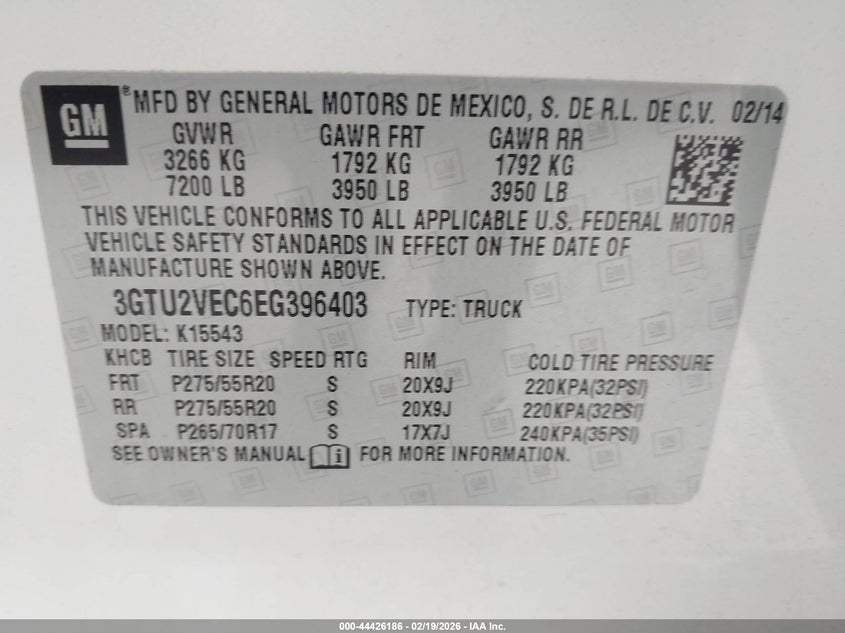 GM ® MFD BY GENERAL MOTORS DE MEXICO, S. DE R.L. DE C.V. 02/14
GVWR GAWR FRT GAWR RR
3266 KG 1792 KG 1792 KG
7200 LB 3950 LB 3950 LB
THIS VEHICLE CONFORMS TO ALL APPLICABLE U.S. FEDERAL MOTOR
VEHICLE SAFETY STANDARDS IN EFFECT ON THE DATE OF
MANUFACTURE SHOWN ABOVE.
3GTU2VEC6EG396403 TYPE: TRUCK
MODEL: K15543
KHCB TIRE SIZE SPEED RTG RIM COLD TIRE PRESSURE
FRT P275/55R20 S 20X9J 220KPA(32PSI)
RR P275/55R20 S 20X9J 220KPA(32PSI)
SPA P265/70R17 S 17X7J 240KPA(35PSI)
SEE OWNER'S MANUAL i FOR MORE INFORMATION.
000-44426186 - 02/19/2026 - IAA Inc.